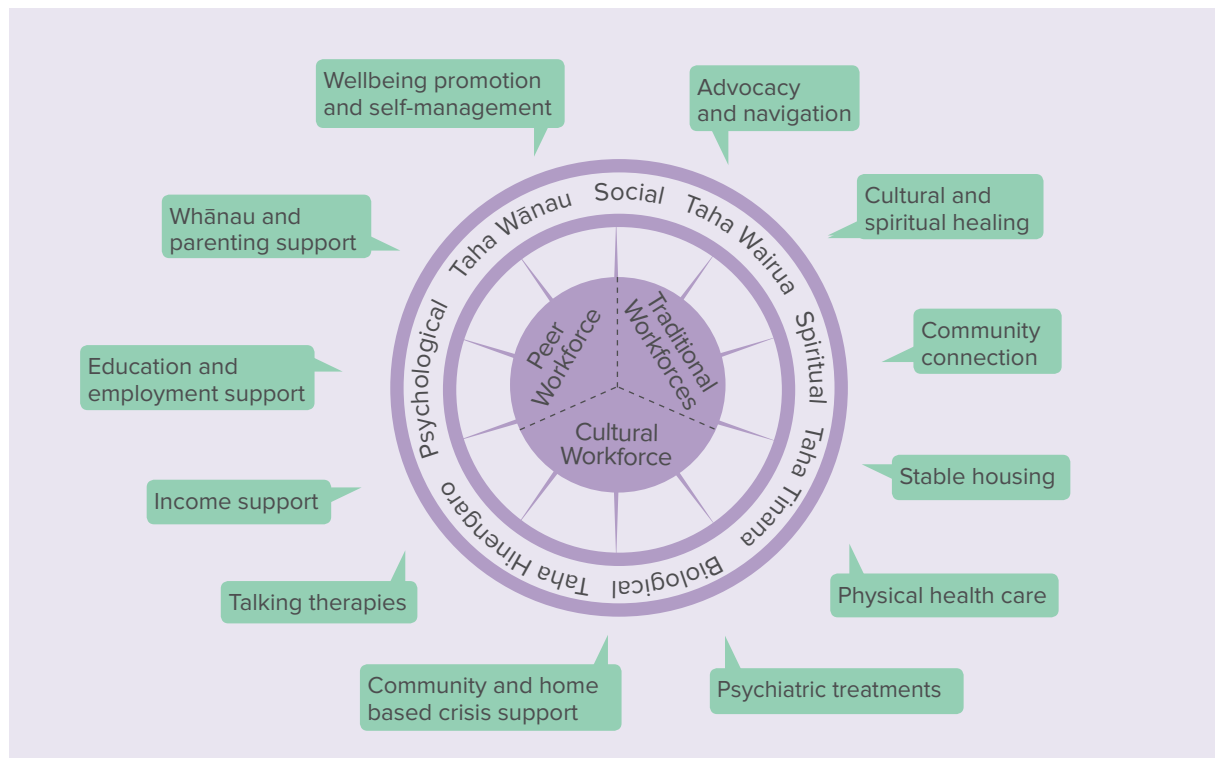 Wellbeing promotion
and self-management
Advocacy
and navigation
Cultural and
spiritual healing
Community
connection
Stable housing
Physical health care
Psychiatric treatments
Community and home
based crisis support
Talking therapies
Income support
Education and
employment support
Whānau and
parenting support
Social
Taha Wairua
Spiritual
Taha Tinana
Biological
Taha Hinengaro
Psychological
Taha Wānau
Peer
Workforce
Traditional
Workforces
Cultural
Workforce